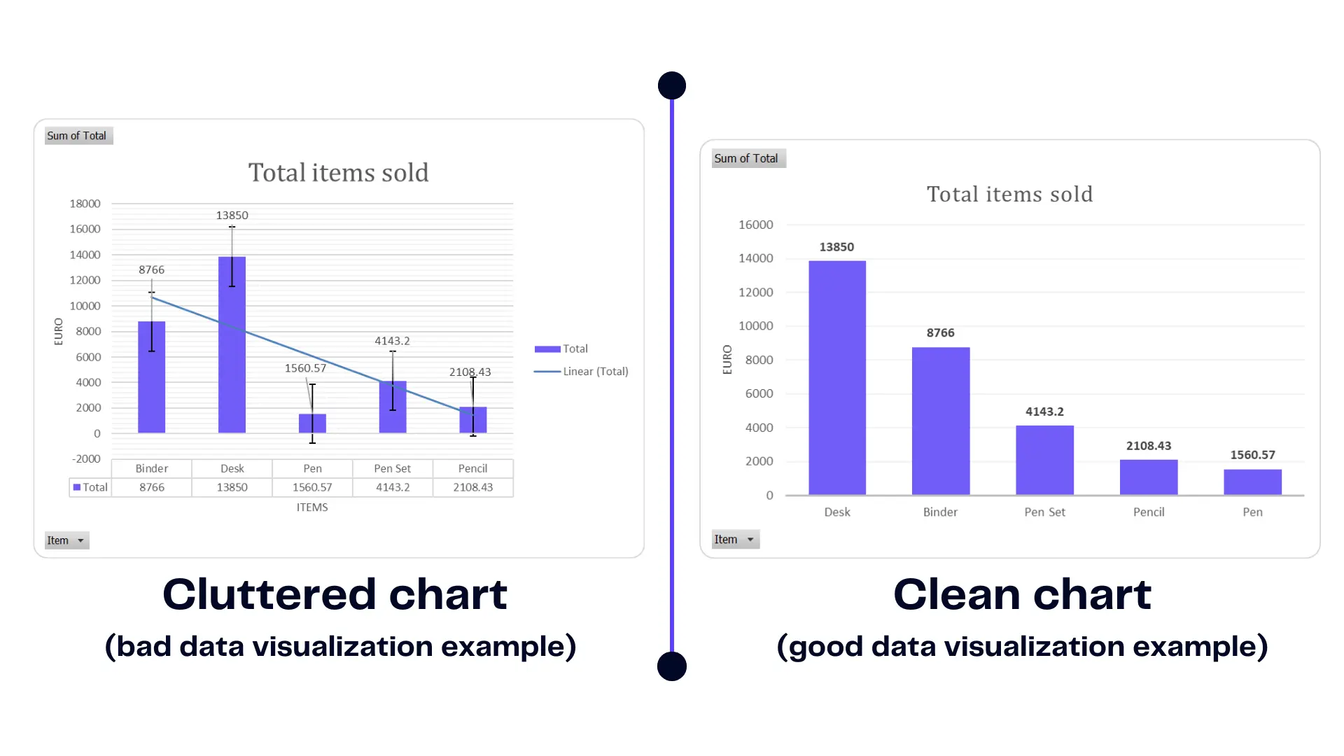 Sum of Total
Total items sold
18000
16000
14000
12000
10000
8000
6000
4000
2000
0
-2000
EURO
8766
13850
1560.57
4143.2
2108.43
Total
Linear (Total)
Binder Desk Pen Pen Set Pencil
Total 8766 13850 1560.57 4143.2 2108.43
ITEMS
Item
Cluttered chart
(bad data visualization example)
Sum of Total
Total items sold
16000
14000
12000
10000
8000
6000
4000
2000
0
EURO
13850
8766
4143.2
2108.43
1560.57
Desk Binder Pen Set Pencil Pen
Item
Clean chart
(good data visualization example)